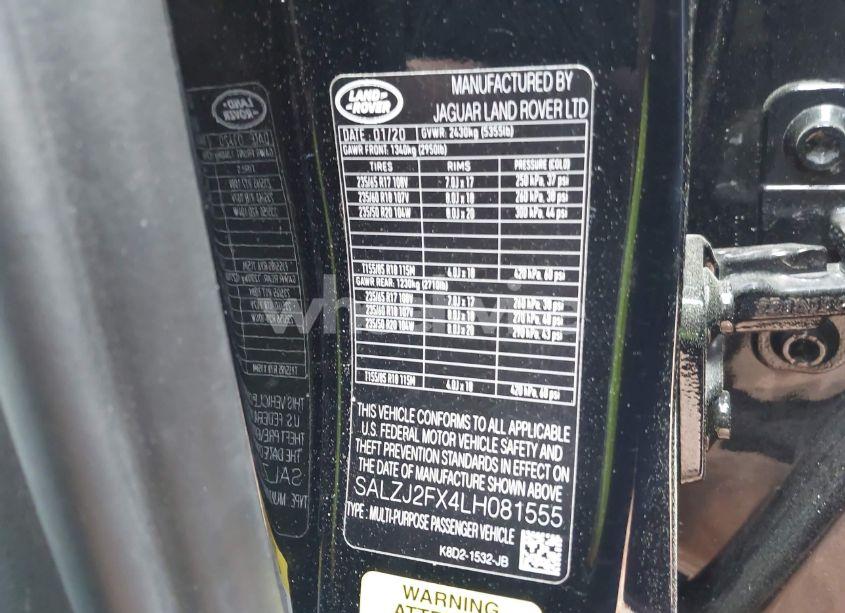 LAND ROVER
MANUFACTURED BY
JAGUAR LAND ROVER LTD
DATE : 01/20 GVWR: 2430kg (5355lb)
GAWR FRONT: 1340kg (2950lb)
TIRES RIMS PRESSURE (COLD)
235/65 R17 108V 7.0J x 17 250 kPa, 37 psi
235/60 R18 107V 8.0J x 18 260 kPa, 38 psi
235/50 R20 104W 8.0J x 20 300 kPa, 44 psi
T155/85 R18 115M 4.0J x 18 420 kPa, 60 psi
GAWR REAR: 1230kg (2710lb)
235/65 R17 108V 7.0J x 17
235/60 R18 107V 8.0J x 18
235/50 R20 104W 8.0J x 20
T155/85 R18 115M 4.0J x 18 420 kPa, 60 psi
THIS VEHICLE CONFORMS TO ALL APPLICABLE
U.S. FEDERAL MOTOR VEHICLE SAFETY AND
THEFT PREVENTION STANDARDS IN EFFECT ON
THE DATE OF MANUFACTURE SHOWN ABOVE
SALZJ2FX4LH081555
TYPE : MULTI-PURPOSE PASSENGER VEHICLE
K8D2-1532-JB
WARNING